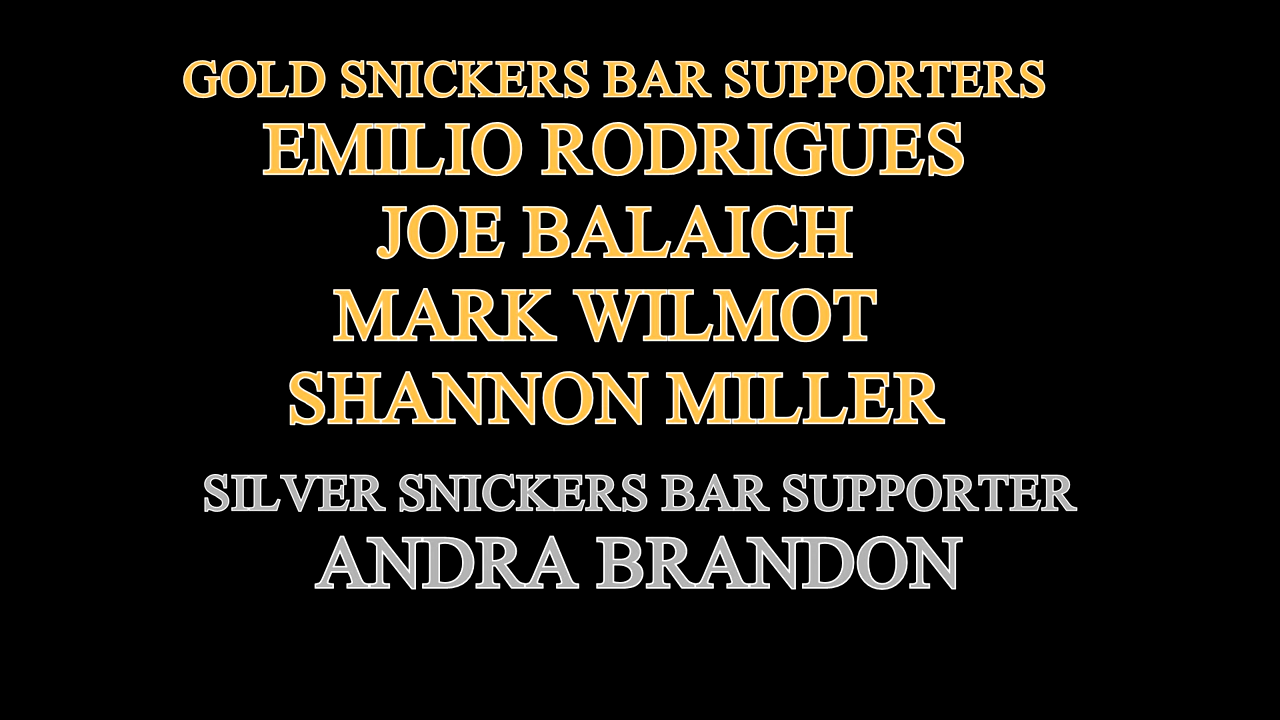 GOLD SNICKERS BAR SUPPORTERS
EMILIO RODRIGUES
JOE BALAICH
MARK WILMOT
SHANNON MILLER
SILVER SNICKERS BAR SUPPORTER
ANDRA BRANDON